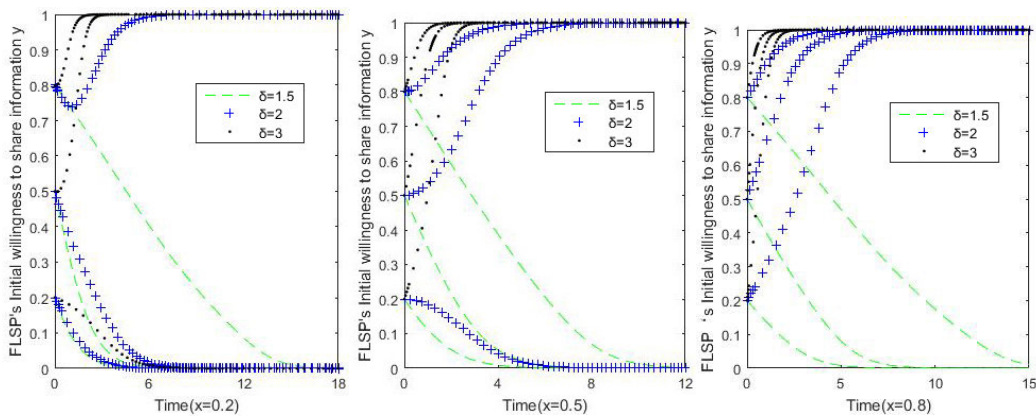 FLSP's Initial willingness to share information y
1
0.9
0.8
0.7
0.6
0.5
0.4
0.3
0.2
0.1
0
0 6 12 18
Time(x=0.2)
δ=1.5
δ=2
δ=3
FLSP's Initial willingness to share information y
1
0.9
0.8
0.7
0.6
0.5
0.4
0.3
0.2
0.1
0
0 4 8 12
Time(x=0.5)
δ=1.5
δ=2
δ=3
FLSP 's Initial willingness to share information y
1
0.9
0.8
0.7
0.6
0.5
0.4
0.3
0.2
0.1
0
0 5 10 15
Time(x=0.8)
δ=1.5
δ=2
δ=3